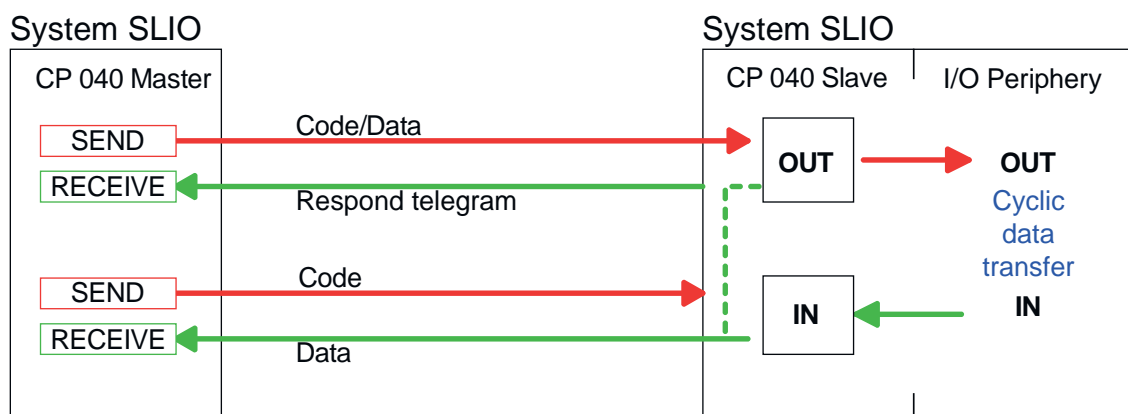 System SLIO
System SLIO
CP 040 Master
CP 040 Slave
I/O Periphery
SEND
Code/Data
OUT
OUT
RECEIVE
Respond telegram
Cyclic
data
transfer
SEND
Code
IN
IN
RECEIVE
Data